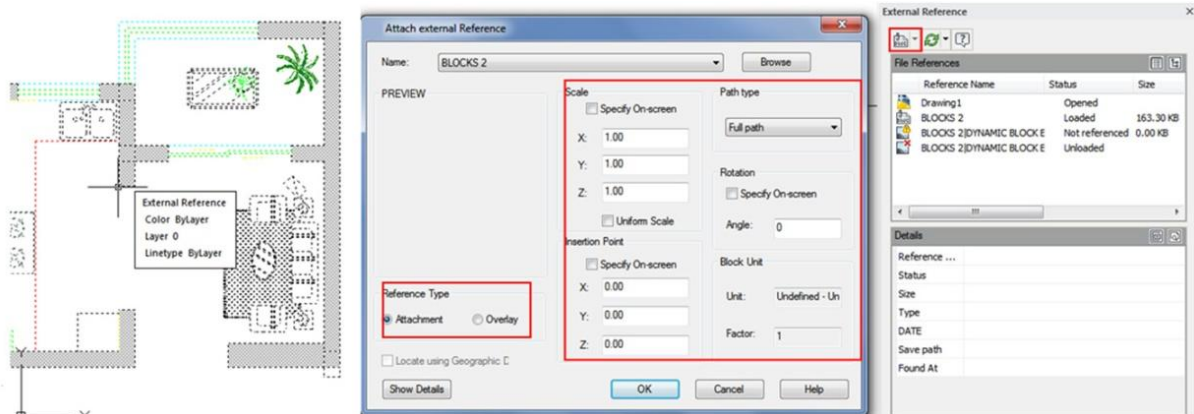 External Reference
Color ByLayer
Layer 0
Linetype ByLayer
Attach external Reference
Name: BLOCKS 2 Browse
PREVIEW
Scale
Specify On-screen
X: 1.00
Y: 1.00
Z: 1.00
Uniform Scale
Path type
Full path
Rotation
Specify On-screen
Angle: 0
Insertion Point
Specify On-screen
X: 0.00
Y: 0.00
Z: 0.00
Block Unit
Unit: Undefined - Un
Factor: 1
Reference Type
Attachment Overlay
Locate using Geographic D
Show Details OK Cancel Help
External Reference
File References
Reference Name Status Size
Drawing1 Opened
BLOCKS 2 Loaded 163.30 KB
BLOCKS 2|DYNAMIC BLOCK E Not referenced 0.00 KB
BLOCKS 2|DYNAMIC BLOCK E Unloaded
Details
Reference ...
Status
Size
Type
DATE
Save path
Found At